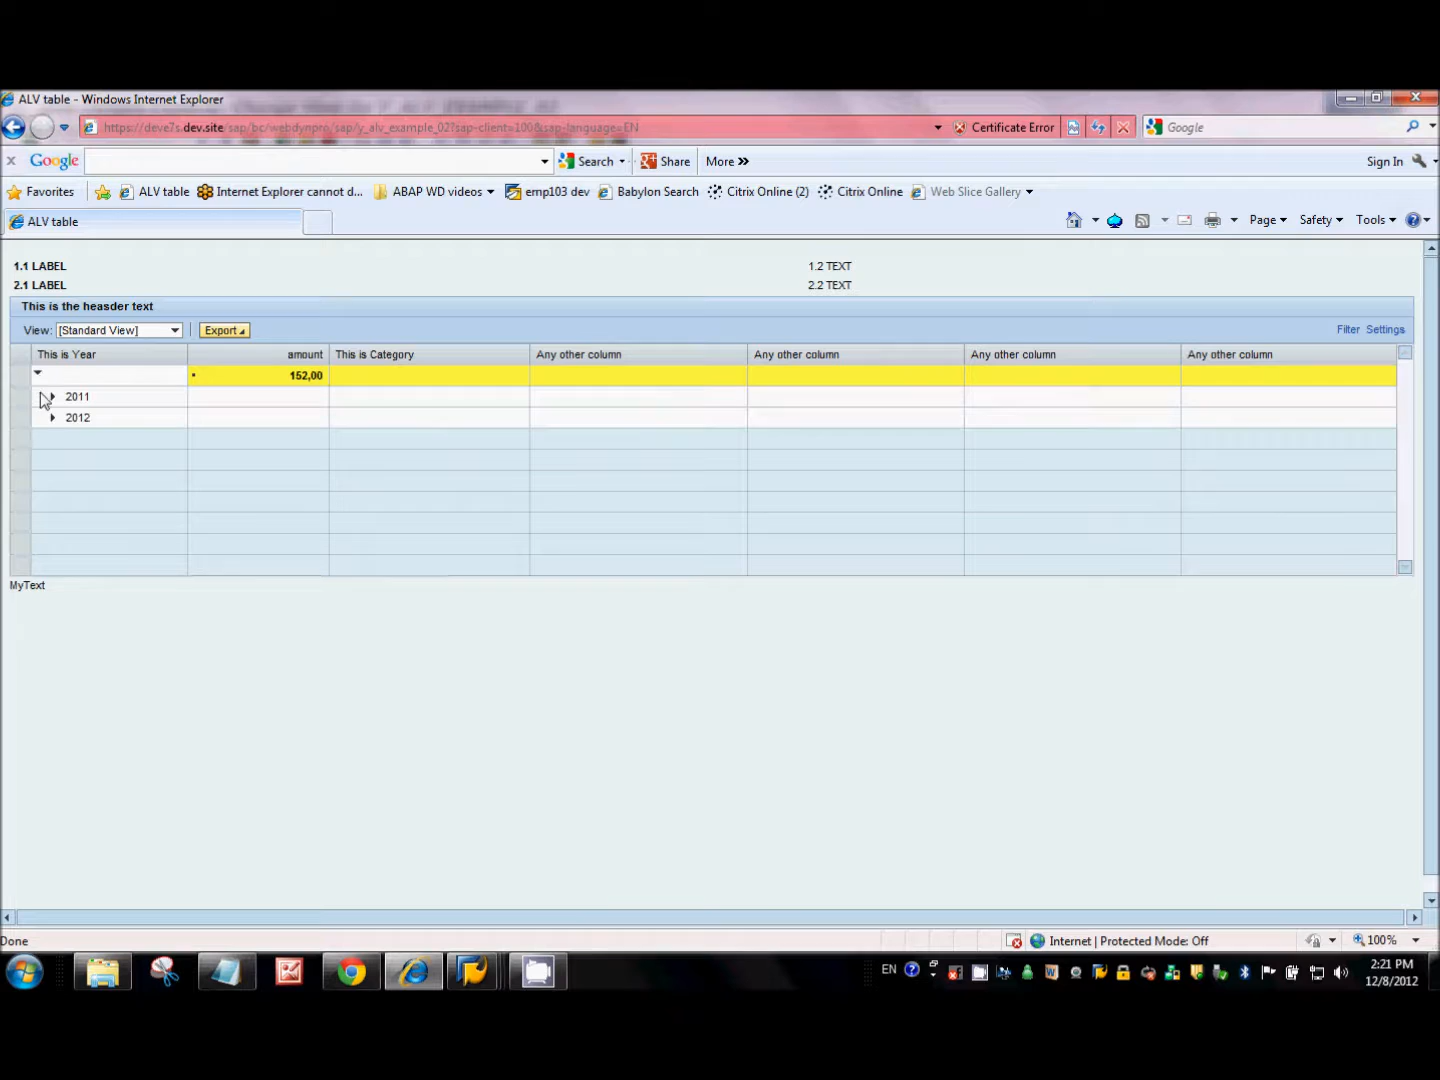 ALV table - Windows Internet Explorer
https://deve7s.dev.site/sap/bc/webdynpro/sap/y_alv_example_02?sap-client=100&sap-language=EN
Certificate Error
Google
x Google
Search
Share
More »
Sign In
Favorites
ALV table
Internet Explorer cannot d...
ABAP WD videos
emp103 dev
Babylon Search
Citrix Online (2)
Citrix Online
Web Slice Gallery
ALV table
Page
Safety
Tools
1.1 LABEL 1.2 TEXT
2.1 LABEL 2.2 TEXT
This is the heasder text
View: [Standard View] Export Filter Settings
This is Year amount This is Category Any other column Any other column Any other column Any other column
152,00
2011
2012
MyText
Done
Internet | Protected Mode: Off
100%
EN
2:21 PM
12/8/2012